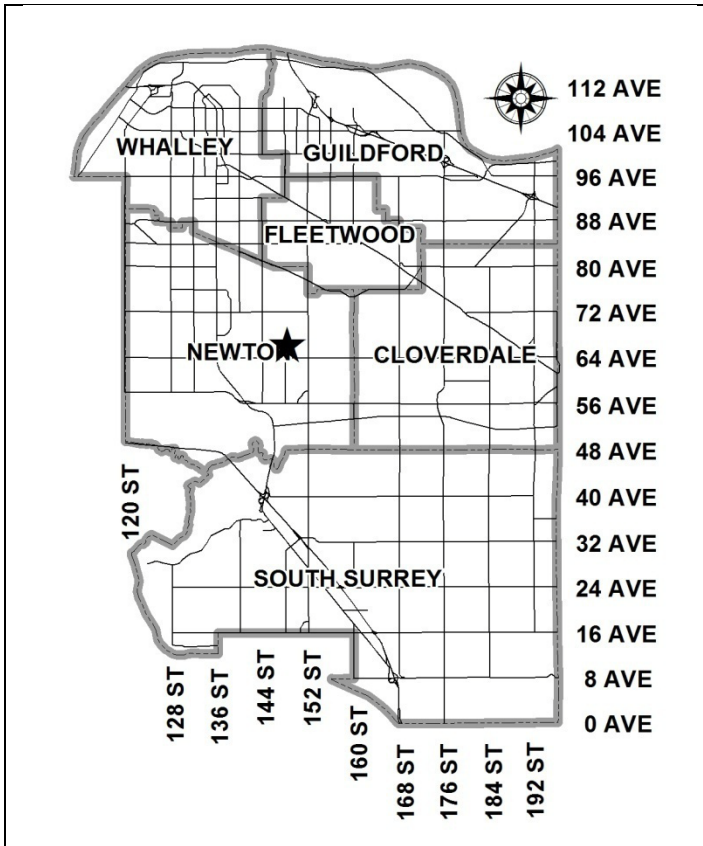 112 AVE
104 AVE
WHALLEY
GUILDFORD
96 AVE
88 AVE
FLEETWOOD
80 AVE
72 AVE
NEWTON
CLOVERDALE
64 AVE
56 AVE
48 AVE
120 ST
40 AVE
32 AVE
SOUTH SURREY
24 AVE
16 AVE
8 AVE
0 AVE
128 ST
136 ST
144 ST
152 ST
160 ST
168 ST
176 ST
184 ST
192 ST